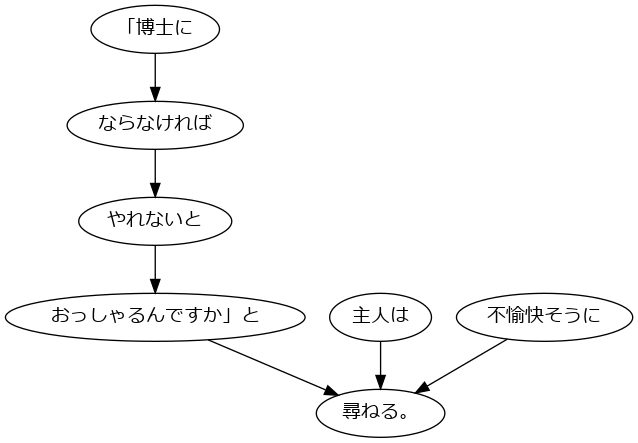 「博士に
ならなければ
やれないと
おっしゃるんですか」と
主人は
不愉快そうに
尋ねる。